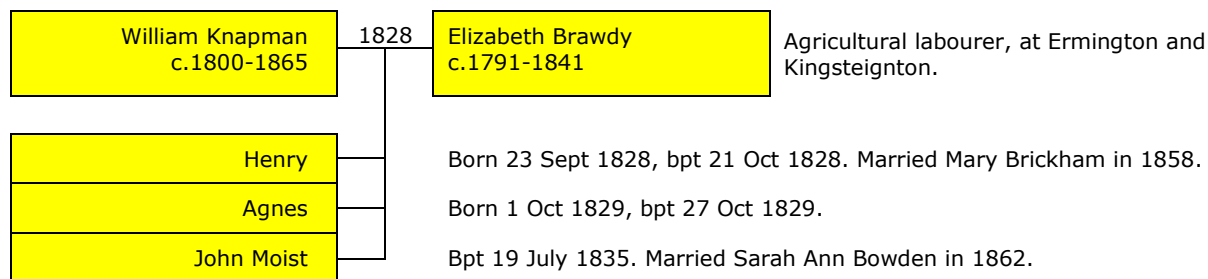 William Knapman
c.1800-1865
1828
Elizabeth Brawdy
c.1791-1841
Agricultural labourer, at Ermington and
Kingsteignton.
Henry
Born 23 Sept 1828, bpt 21 Oct 1828. Married Mary Brickham in 1858.
Agnes
Born 1 Oct 1829, bpt 27 Oct 1829.
John Moist
Bpt 19 July 1835. Married Sarah Ann Bowden in 1862.